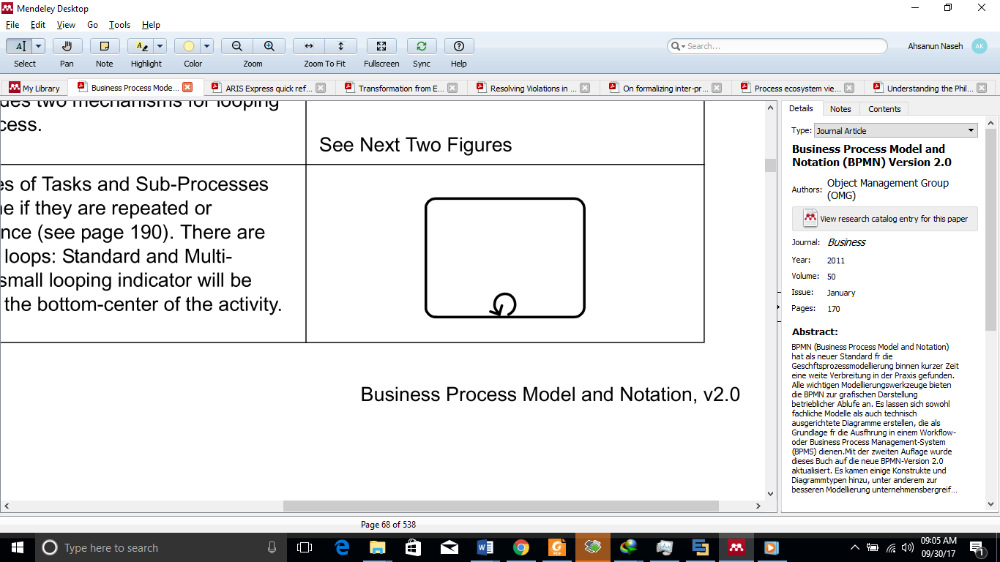 Mendeley Desktop
File Edit View Go Tools Help
Select Pan Note Highlight Color Zoom Zoom To Fit Fullscreen Sync Help
Search...
Ahsanun Naseh
AK
My Library
Business Process Mode...
ARIS Express quick ref...
Transformation from E...
Resolving Violations in ...
On formalizing inter-pr...
Process ecosystem vie...
Understanding the Phil...
des two mechanisms for looping
cess.
See Next Two Figures
es of Tasks and Sub-Processes
e if they are repeated or
nce (see page 190). There are
loops: Standard and Multi-
small looping indicator will be
the bottom-center of the activity.
Business Process Model and Notation, v2.0
Details Notes Contents
Type: Journal Article
Business Process Model and
Notation (BPMN) Version 2.0
Authors: Object Management Group
(OMG)
View research catalog entry for this paper
Journal: Business
Year: 2011
Volume: 50
Issue: January
Pages: 170
Abstract:
BPMN (Business Process Model and Notation)
hat als neuer Standard fr die
Geschftsprozessmodellierung binnen kurzer Zeit
eine weite Verbreitung in der Praxis gefunden.
Alle wichtigen Modellierungswerkzeuge bieten
die BPMN zur grafischen Darstellung
betrieblicher Ablufe an. Es lassen sich sowohl
fachliche Modelle als auch technisch
ausgerichtete Diagramme erstellen, die als
Grundlage fr die Ausfhrung in einem Workflow-
oder Business Process Management-System
(BPMS) dienen.Mit der zweiten Auflage wurde
dieses Buch auf die neue BPMN-Version 2.0
aktualisiert. Es kamen einige Konstrukte und
Diagrammtypen hinzu, unter anderem zur
besseren Modellierung unternehmensbergreif...
Page 68 of 538
Type here to search
09:05 AM
09/30/17
1